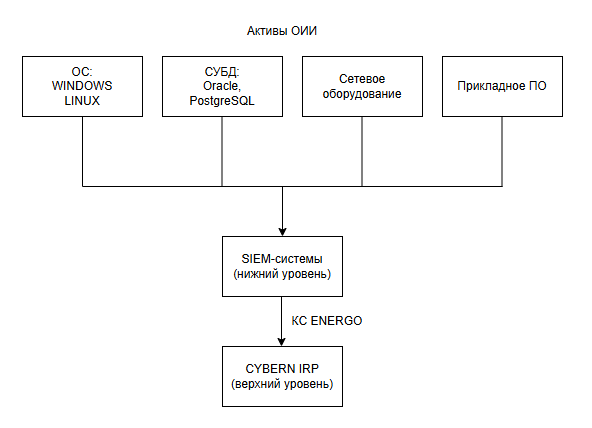 Активы ОИИ
ОС:
WINDOWS
LINUX
СУБД:
Oracle,
PostgreSQL
Сетевое
оборудование
Прикладное ПО
SIEM-системы
(нижний уровень)
КС ENERGO
CYBERN IRP
(верхний уровень)